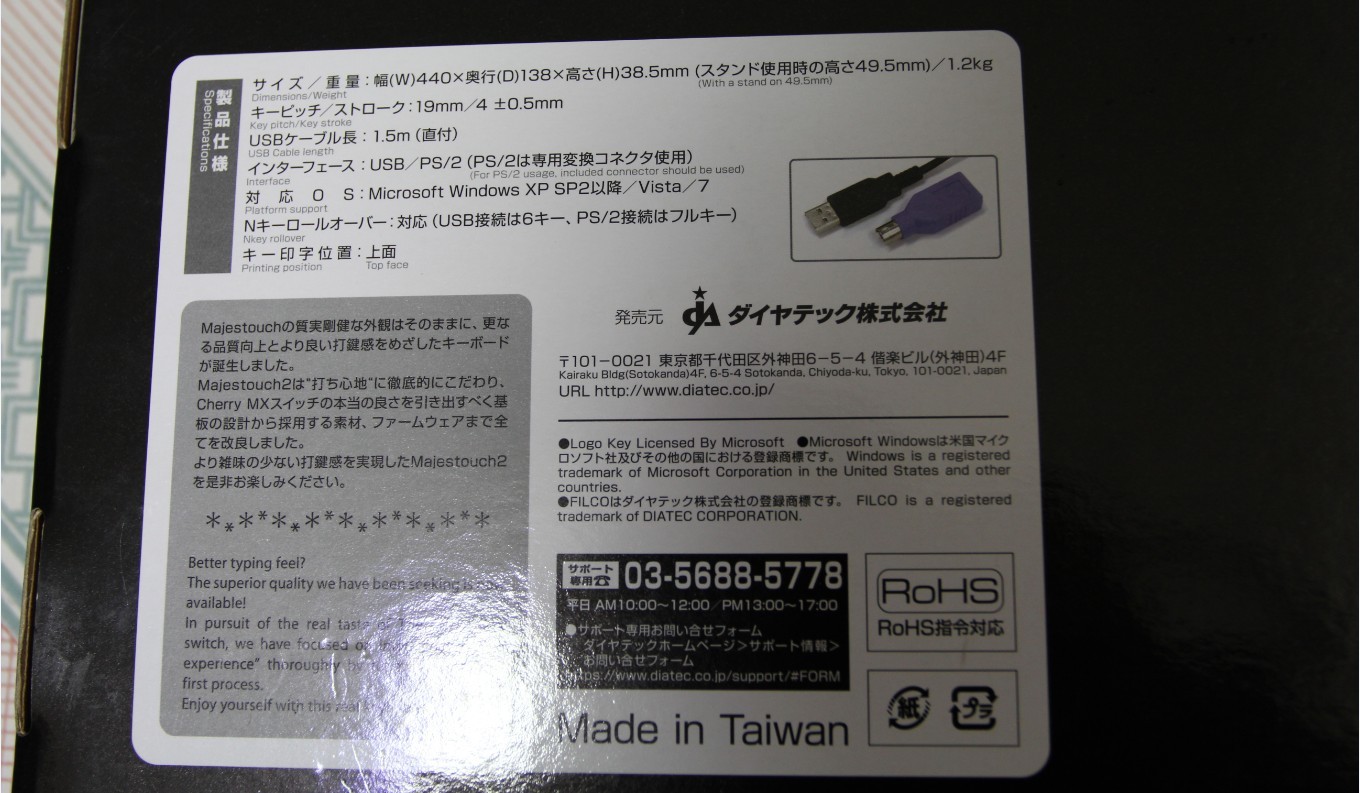 製品仕様
Specifications
サイズ／重量：幅(W)440×奥行(D)138×高さ(H)38.5mm (スタンド使用時の高さ49.5mm)／1.2kg
Dimensions/Weight (With a stand on 49.5mm)
キーピッチ／ストローク：19mm／4 ±0.5mm
Key pitch/Key stroke
USBケーブル長：1.5m（直付）
USB Cable length
インターフェース：USB／PS/2（PS/2は専用変換コネクタ使用）
Interface (For PS/2 usage, included connector should be used)
対応OS：Microsoft Windows XP SP2以降／Vista／7
Platform support
Nキーロールオーバー：対応（USB接続は6キー、PS/2接続はフルキー）
Nkey rollover
キー印字位置：上面
Printing position Top face
Majestouchの質実剛健な外観はそのままに、更な
る品質向上とより良い打鍵感をめざしたキーボード
が誕生しました。
Majestouch2は"打ち心地"に徹底的にこだわり、
Cherry MXスイッチの本当の良さを引き出すべく基
板の設計から採用する素材、ファームウェアまで全
てを改良しました。
より雑味の少ない打鍵感を実現したMajestouch2
を是非お楽しみください。
＊*＊*＊*＊*＊*＊*＊*＊*＊
Better typing feel?
The superior quality we have been seeking is
available!
In pursuit of the real taste
switch, we have focused
experience" thoroughly by
first process.
Enjoy yourself with this real
発売元 ダイヤテック株式会社
〒101－0021 東京都千代田区外神田6－5－4 偕楽ビル(外神田)4F
Kairaku Bldg(Sotokanda)4F, 6-5-4 Sotokanda, Chiyoda-ku, Tokyo, 101-0021, Japan
URL http://www.diatec.co.jp/
●Logo Key Licensed By Microsoft ●Microsoft Windowsは米国マイク
ロソフト社及びその他の国における登録商標です。 Windows is a registered
trademark of Microsoft Corporation in the United States and other
countries.
●FILCOはダイヤテック株式会社の登録商標です。 FILCO is a registered
trademark of DIATEC CORPORATION.
サポート専用☎ 03-5688-5778
平日 AM10:00～12:00／PM13:00～17:00
●サポート専用お問い合せフォーム
ダイヤテックホームページ>サポート情報>
お問い合せフォーム
https://www.diatec.co.jp/support/#FORM
RoHS
RoHS指令対応
紙 プラ
Made in Taiwan